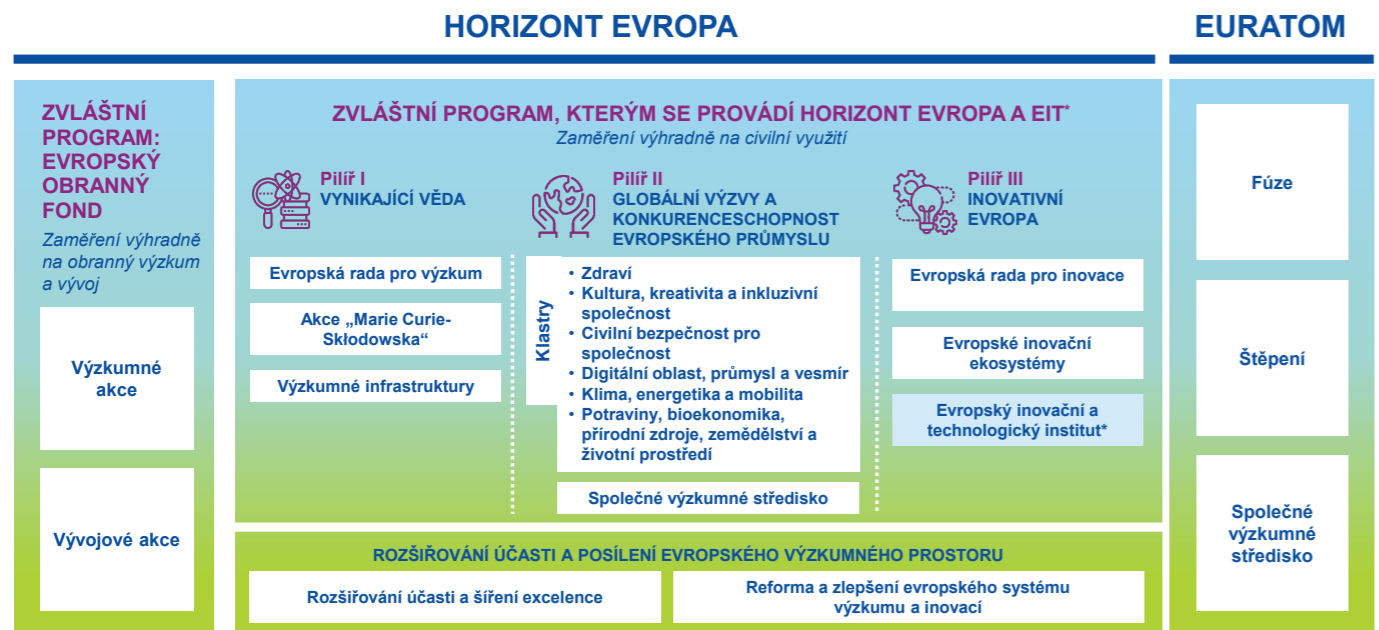 HORIZONT EVROPA
EURATOM
ZVLÁŠTNÍ
PROGRAM:
EVROPSKÝ
OBRANNÝ
FOND
Zaměření výhradně
na obranný výzkum
a vývoj
Výzkumné
akce
Vývojové akce
ZVLÁŠTNÍ PROGRAM, KTERÝM SE PROVÁDÍ HORIZONT EVROPA A EIT*
Zaměření výhradně na civilní využití
Pilíř I
VYNIKAJÍCÍ VĚDA
Evropská rada pro výzkum
Akce „Marie Curie-
Skłodowska“
Výzkumné infrastruktury
Pilíř II
GLOBÁLNÍ VÝZVY A
KONKURENCESCHOPNOST
EVROPSKÉHO PRŮMYSLU
Klastry
• Zdraví
• Kultura, kreativita a inkluzivní
společnost
• Civilní bezpečnost pro
společnost
• Digitální oblast, průmysl a vesmír
• Klima, energetika a mobilita
• Potraviny, bioekonomika,
přírodní zdroje, zemědělství a
životní prostředí
Společné výzkumné středisko
Pilíř III
INOVATIVNÍ
EVROPA
Evropská rada pro inovace
Evropské inovační
ekosystémy
Evropský inovační a
technologický institut*
ROZŠIŘOVÁNÍ ÚČASTI A POSÍLENÍ EVROPSKÉHO VÝZKUMNÉHO PROSTORU
Rozšiřování účasti a šíření excelence
Reforma a zlepšení evropského systému
výzkumu a inovací
Fúze
Štěpení
Společné
výzkumné
středisko